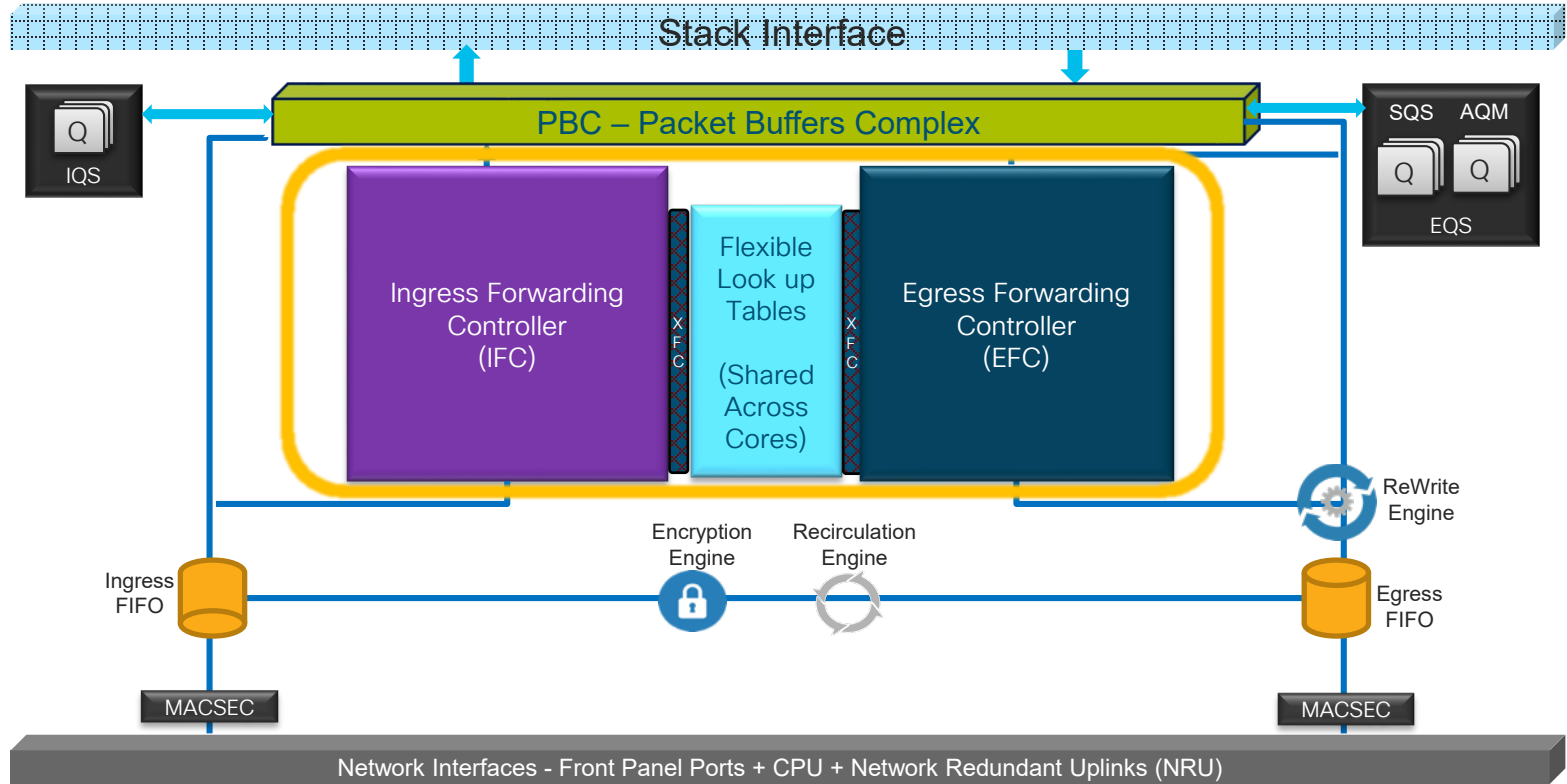 Stack Interface
PBC – Packet Buffers Complex
Q
IQS
SQS AQM
Q Q
EQS
Ingress Forwarding
Controller
(IFC)
X
F
C
Flexible
Look up
Tables
(Shared
Across
Cores)
X
F
C
Egress Forwarding
Controller
(EFC)
ReWrite
Engine
Encryption
Engine
Recirculation
Engine
Ingress
FIFO
Egress
FIFO
MACSEC
MACSEC
Network Interfaces - Front Panel Ports + CPU + Network Redundant Uplinks (NRU)